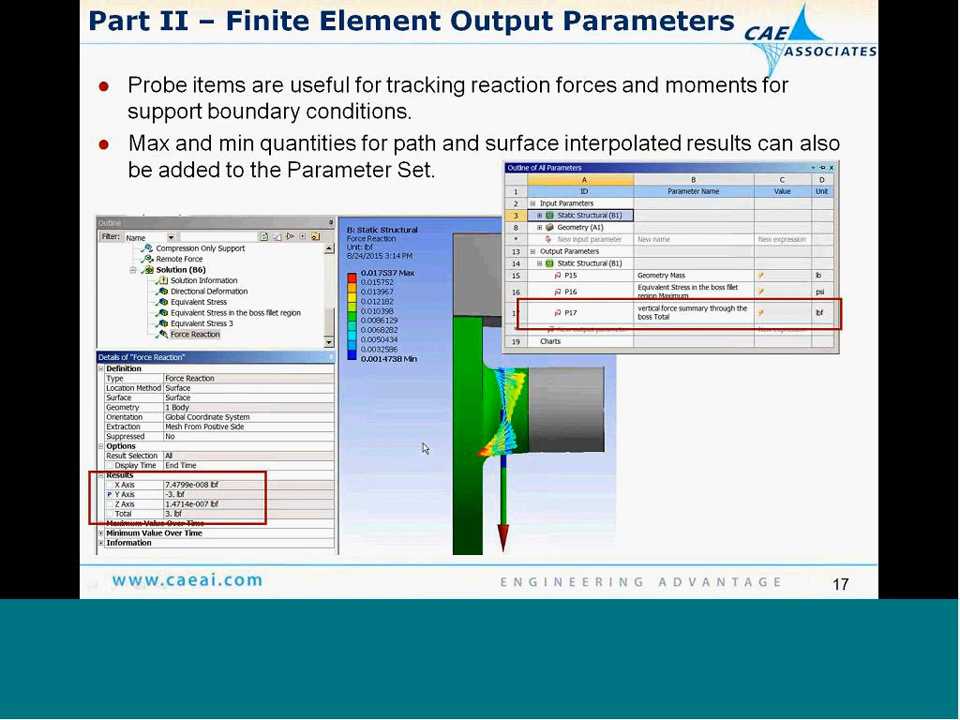 Part II – Finite Element Output Parameters
CAE
ASSOCIATES
● Probe items are useful for tracking reaction forces and moments for
support boundary conditions.
● Max and min quantities for path and surface interpolated results can also
be added to the Parameter Set.
Outline of All Parameters
A B C D
1 ID Parameter Name Value Unit
2 Input Parameters
3 Static Structural (B1)
8 Geometry (A1)
* New input parameter New name New expression
13 Output Parameters
14 Static Structural (B1)
15 P15 Geometry Mass lb
16 P16 Equivalent Stress in the boss fillet
region Maximum psi
17 P17 vertical force summary through the
boss Total lbf
* New output parameter New expression
19 Charts
Outline
Filter: Name
Compression Only Support
Remote Force
Solution (B6)
Solution Information
Directional Deformation
Equivalent Stress
Equivalent Stress in the boss fillet region
Equivalent Stress 3
Force Reaction
B: Static Structural
Force Reaction
Unit: lbf
8/24/2015 3:14 PM
0.017537 Max
0.015752
0.013967
0.012182
0.010398
0.0086129
0.0068282
0.0050434
0.0032586
0.0014738 Min
Details of "Force Reaction"
Definition
Type Force Reaction
Location Method Surface
Surface Surface
Geometry 1 Body
Orientation Global Coordinate System
Extraction Mesh From Positive Side
Suppressed No
Options
Result Selection All
Display Time End Time
Results
X Axis 7.4799e-008 lbf
P Y Axis -3. lbf
Z Axis 1.4714e-007 lbf
Total 3. lbf
Maximum Value Over Time
Minimum Value Over Time
Information
www.caeai.com
ENGINEERING ADVANTAGE
17